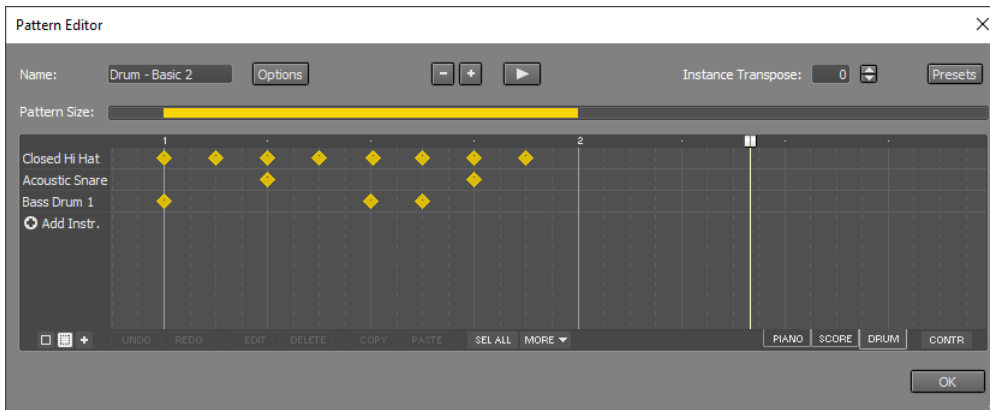 Pattern Editor
Name: Drum - Basic 2 Options - + Instance Transpose: 0 Presets
Pattern Size:
1 2
Closed Hi Hat
Acoustic Snare
Bass Drum 1
Add Instr.
UNDO REDO EDIT DELETE COPY PASTE SEL ALL MORE PIANO SCORE DRUM CONTR
OK